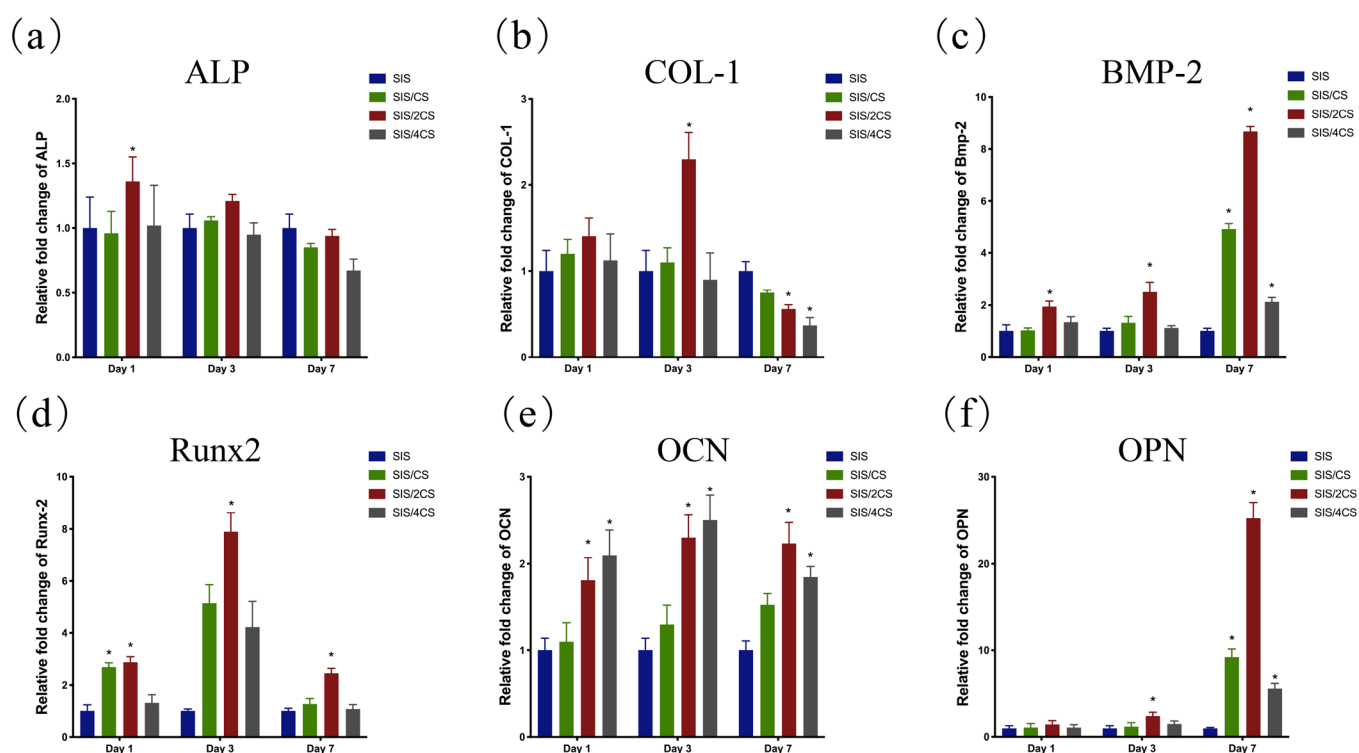 (a)
ALP
SIS
SIS/CS
SIS/2CS
SIS/4CS
Relative fold change of ALP
2.0
1.5
1.0
0.5
0.0
*
Day 1
Day 3
Day 7
(b)
COL-1
SIS
SIS/CS
SIS/2CS
SIS/4CS
Relative fold change of COL-1
3
2
1
0
*
* *
Day 1
Day 3
Day 7
(c)
BMP-2
SIS
SIS/CS
SIS/2CS
SIS/4CS
Relative fold change of Bmp-2
10
8
6
4
2
0
*
*
* * *
Day 1
Day 3
Day 7
(d)
Runx2
SIS
SIS/CS
SIS/2CS
SIS/4CS
Relative fold change of Runx-2
10
8
6
4
2
0
* *
*
*
Day 1
Day 3
Day 7
(e)
OCN
SIS
SIS/CS
SIS/2CS
SIS/4CS
Relative fold change of OCN
3
2
1
0
* *
* *
* *
Day 1
Day 3
Day 7
(f)
OPN
SIS
SIS/CS
SIS/2CS
SIS/4CS
Relative fold change of OPN
30
20
10
0
*
* * *
Day 1
Day 3
Day 7